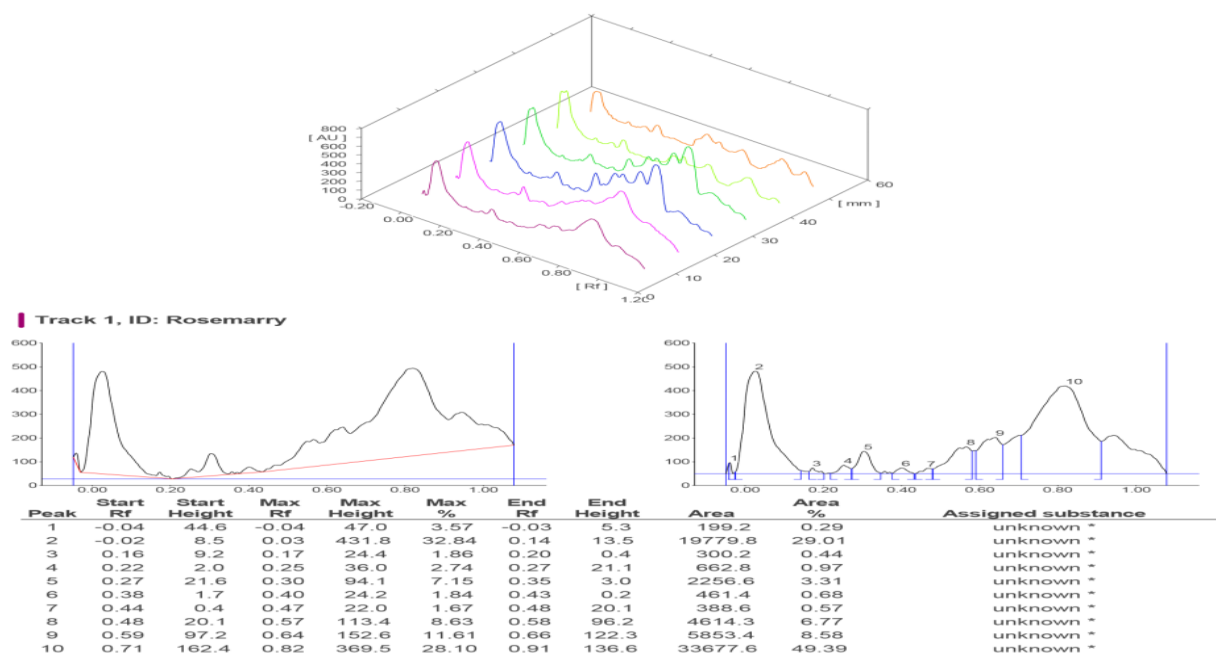 800
[ AU ]
600
500
400
300
200
100
0
-0.20
0.00
0.20
0.40
0.60
0.80
[ Rf ]
1.20
0
10
20
30
40
[ mm ]
60
Track 1, ID: Rosemarry
600
500
400
300
200
100
0
0.00 0.20 0.40 0.60 0.80 1.00
600
500
400
300
200
100
0
0.00 0.20 0.40 0.60 0.80 1.00
1 2 3 4 5 6 7 8 9 10
Peak Start Rf Start Height Max Rf Max Height Max % End Rf End Height Area Area % Assigned substance
1 -0.04 44.6 -0.04 47.0 3.57 -0.03 5.3 199.2 0.29 unknown *
2 -0.02 8.5 0.03 431.8 32.84 0.14 13.5 19779.8 29.01 unknown *
3 0.16 9.2 0.17 24.4 1.86 0.20 0.4 300.2 0.44 unknown *
4 0.22 2.0 0.25 36.0 2.74 0.27 21.1 662.8 0.97 unknown *
5 0.27 21.6 0.30 94.1 7.15 0.35 3.0 2256.6 3.31 unknown *
6 0.38 1.7 0.40 24.2 1.84 0.43 0.2 461.4 0.68 unknown *
7 0.44 0.4 0.47 22.0 1.67 0.48 20.1 388.6 0.57 unknown *
8 0.48 20.1 0.57 113.4 8.63 0.58 96.2 4614.3 6.77 unknown *
9 0.59 97.2 0.64 152.6 11.61 0.66 122.3 5853.4 8.58 unknown *
10 0.71 162.4 0.82 369.5 28.10 0.91 136.6 33677.6 49.39 unknown *